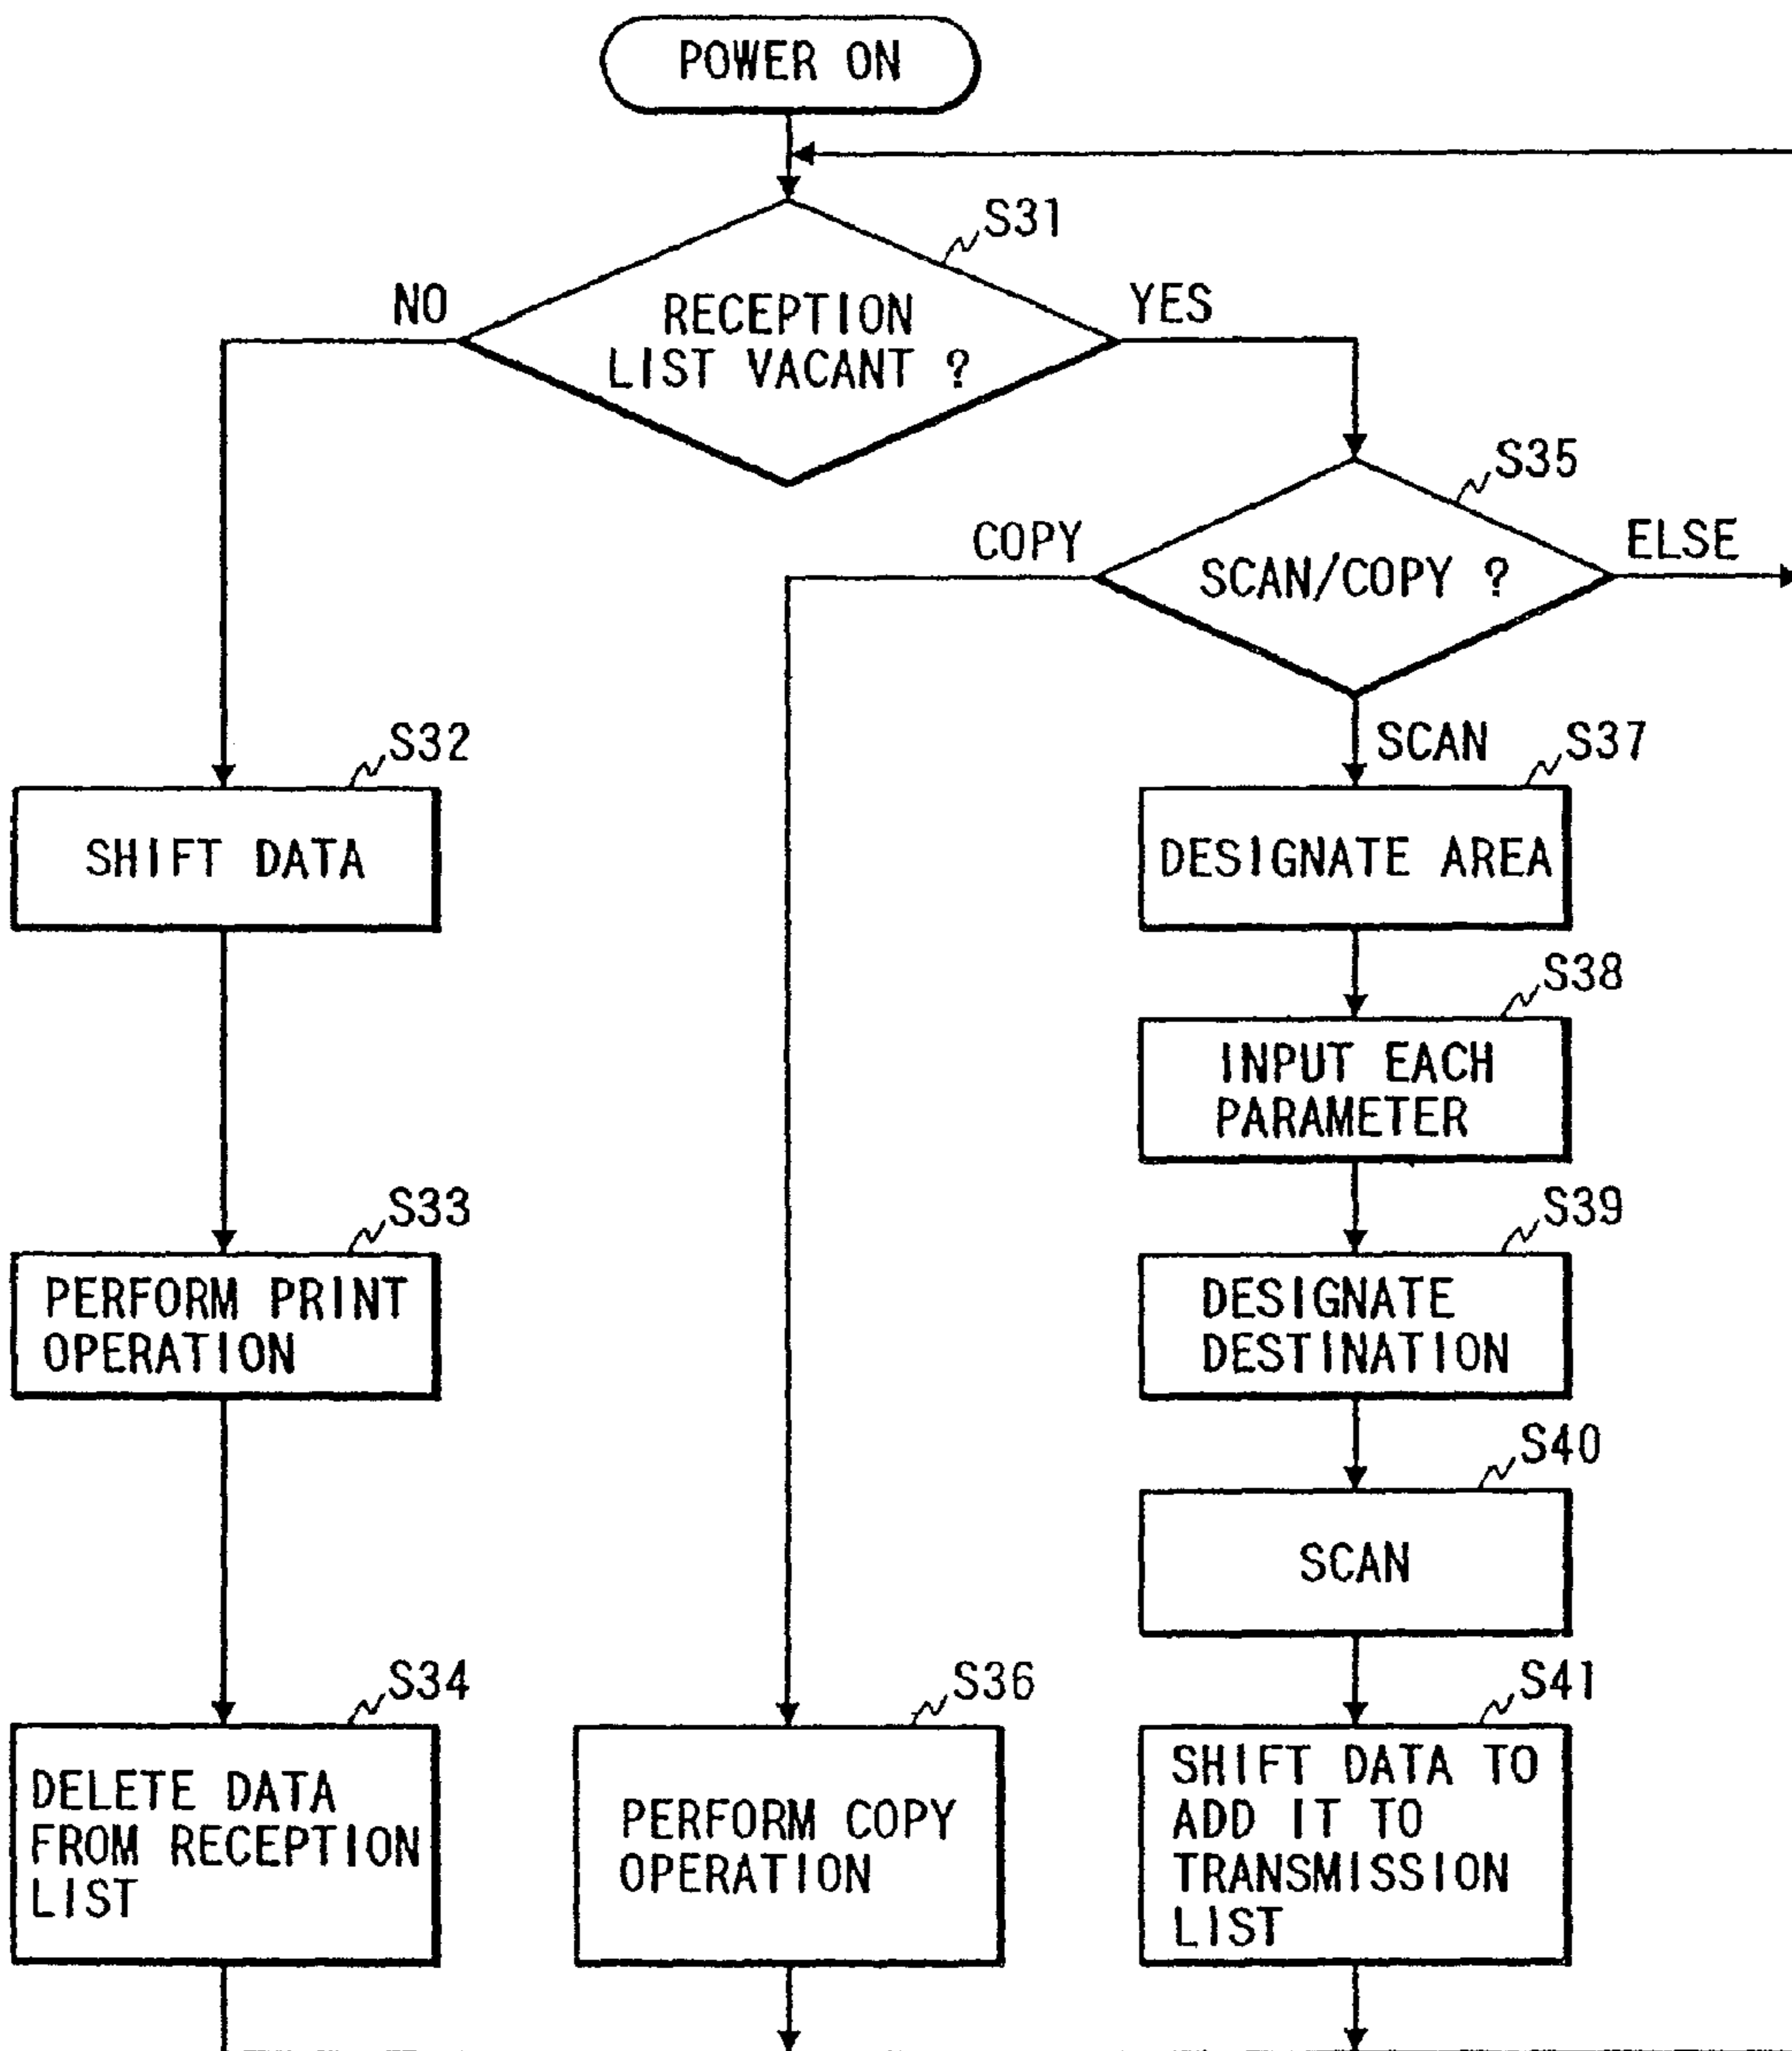 POWER ON
S31
NO
RECEPTION
LIST VACANT ?
YES
S35
COPY
SCAN/COPY ?
ELSE
SCAN
S32
SHIFT DATA
S37
DESIGNATE AREA
S38
INPUT EACH
PARAMETER
S33
PERFORM PRINT
OPERATION
S39
DESIGNATE
DESTINATION
S40
SCAN
S34
DELETE DATA
FROM RECEPTION
LIST
S36
PERFORM COPY
OPERATION
S41
SHIFT DATA TO
ADD IT TO
TRANSMISSION
LIST